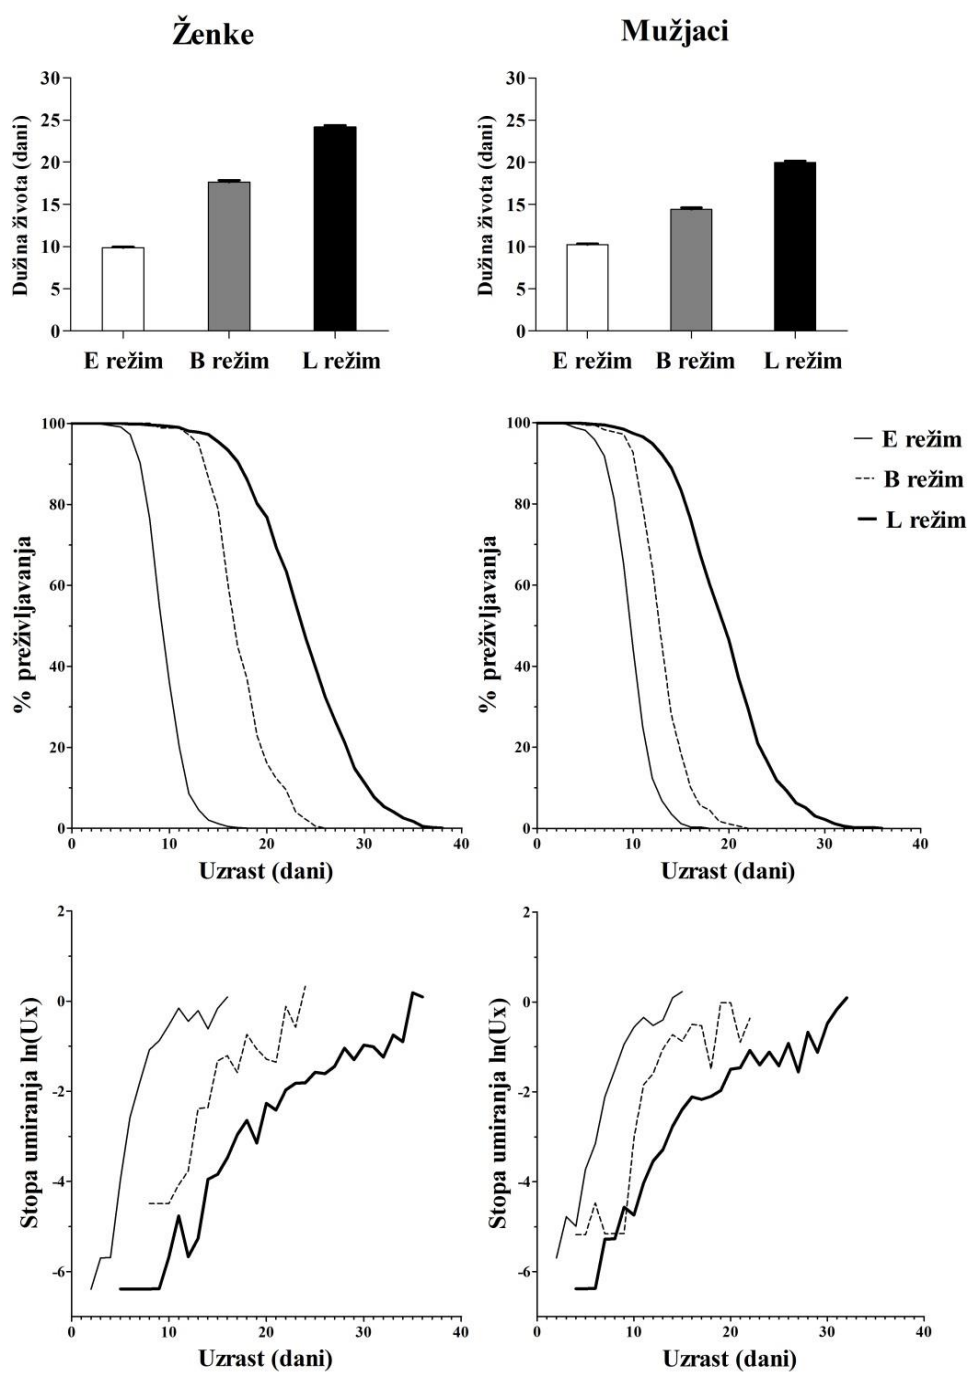 Ženke
Mužjaci
Dužina života (dani)
30
25
20
15
10
5
0
E režim B režim L režim
Dužina života (dani)
30
25
20
15
10
5
0
E režim B režim L režim
% preživljavanja
100
80
60
40
20
0
0 10 20 30 40
Uzrast (dani)
% preživljavanja
100
80
60
40
20
0
0 10 20 30 40
Uzrast (dani)
E režim
B režim
L režim
Stopa umiranja ln(Ux)
2
0
-2
-4
-6
0 10 20 30 40
Uzrast (dani)
Stopa umiranja ln(Ux)
2
0
-2
-4
-6
0 10 20 30 40
Uzrast (dani)